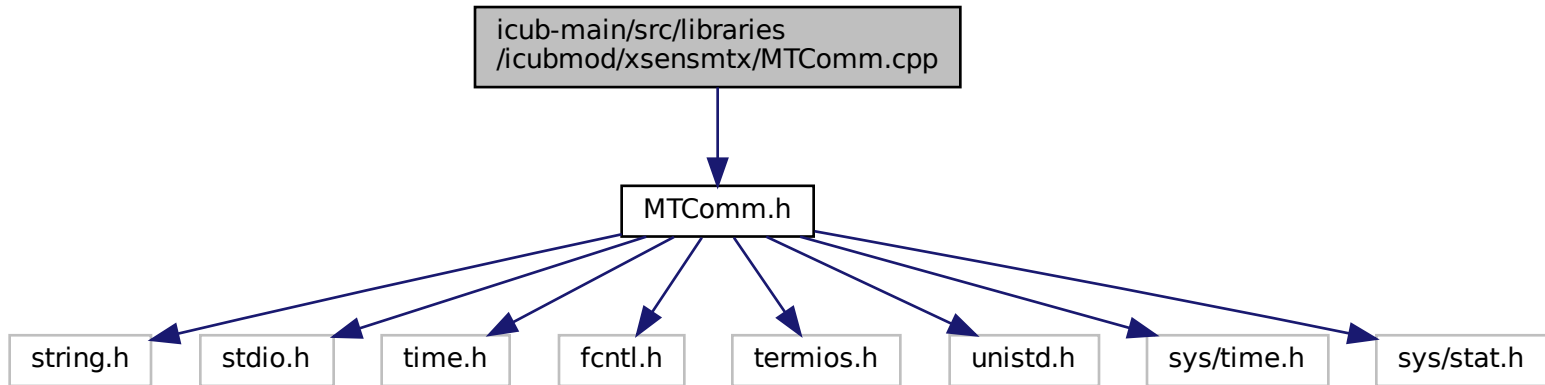 icub-main/src/libraries
/icubmod/xsensmtx/MTComm.cpp
MTComm.h
string.h
stdio.h
time.h
fcntl.h
termios.h
unistd.h
sys/time.h
sys/stat.h